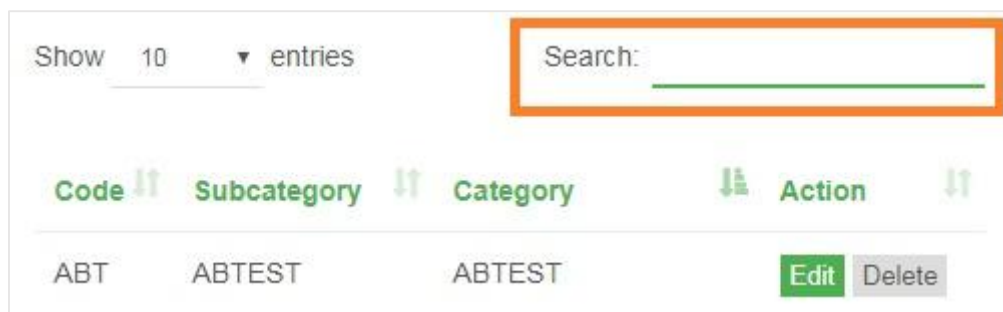 Show 10 entries Search:
Code Subcategory Category Action
ABT ABTEST ABTEST Edit Delete